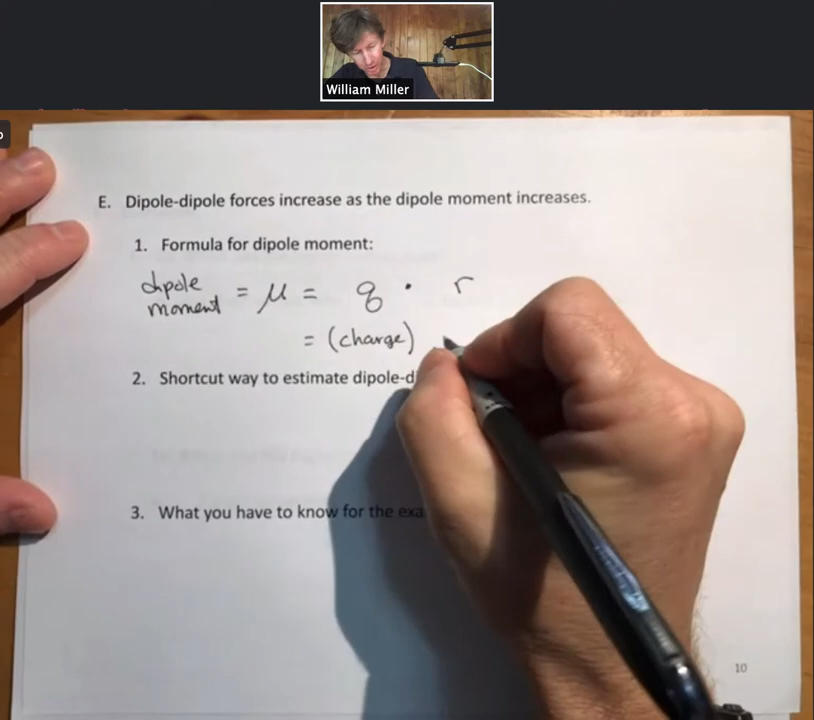 William Miller
E. Dipole-dipole forces increase as the dipole moment increases.
1. Formula for dipole moment:
dipole moment = μ = q · r
= (charge)
2. Shortcut way to estimate dipole-d
3. What you have to know for the exa
10